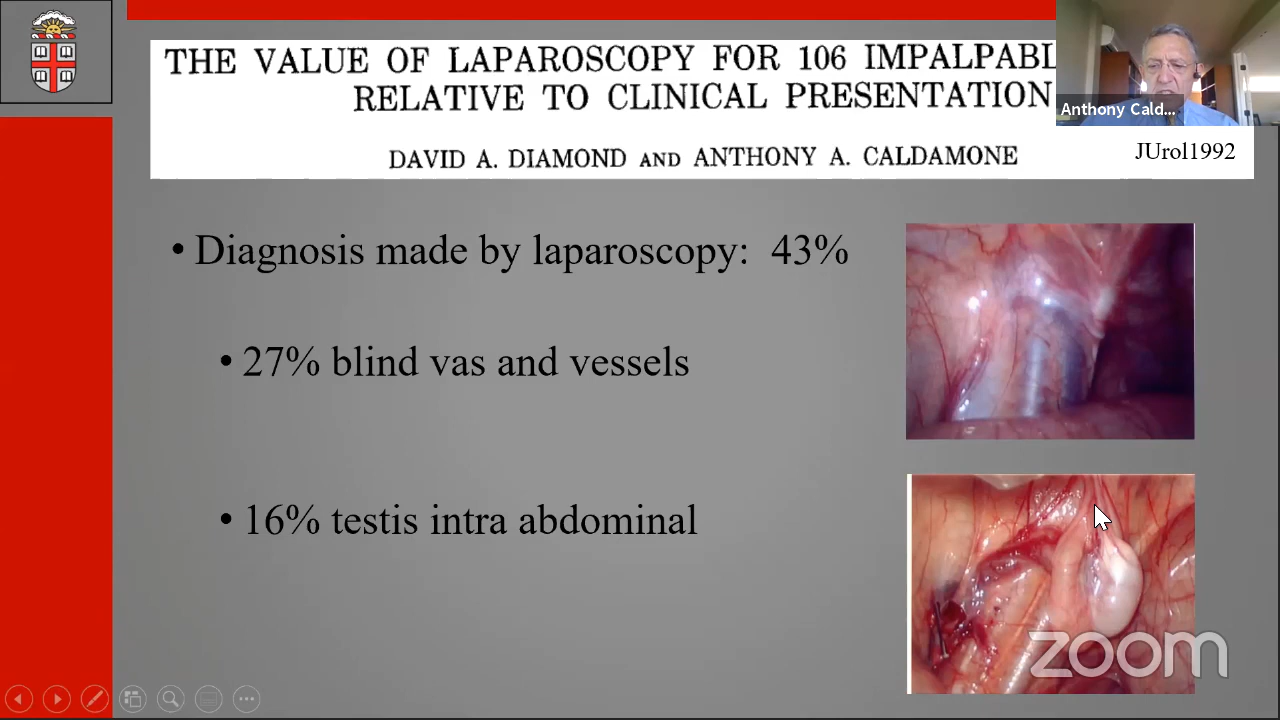 THE VALUE OF LAPAROSCOPY FOR 106 IMPALPABL
RELATIVE TO CLINICAL PRESENTATION
DAVID A. DIAMOND AND ANTHONY A. CALDAMONE
Anthony Cald...
JUrol1992
• Diagnosis made by laparoscopy: 43%
• 27% blind vas and vessels
• 16% testis intra abdominal
zoom